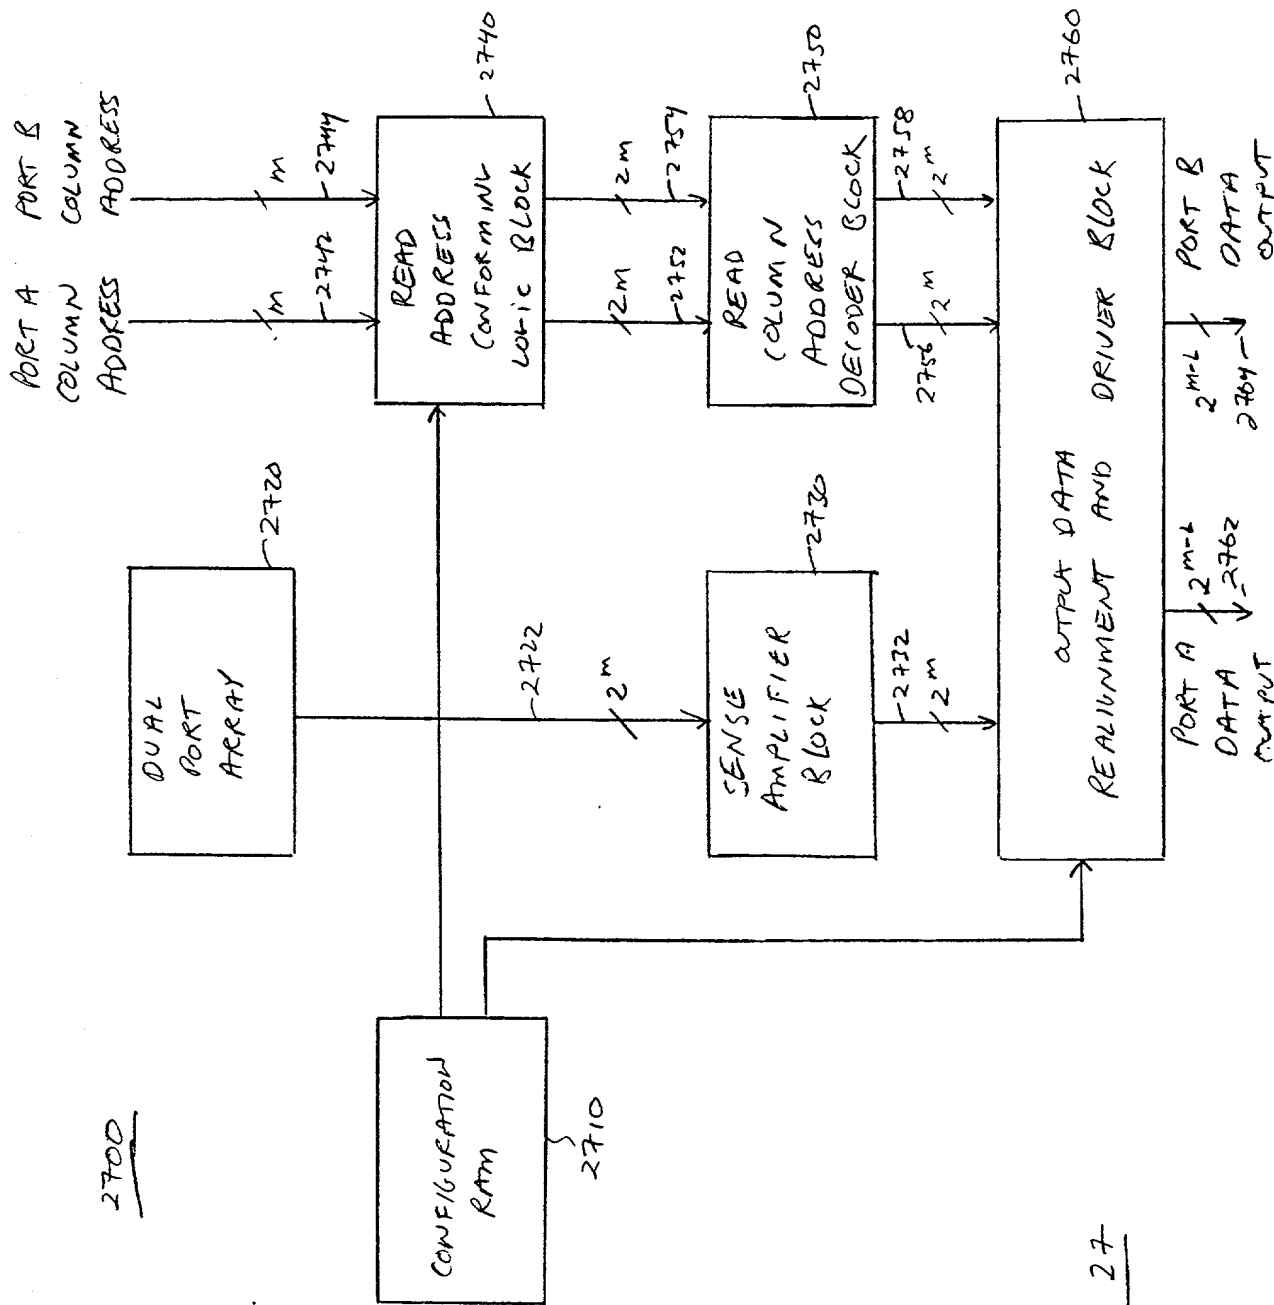 2700
CONFIGURATION
RAM
2710
DUAL
PORT
ARRAY
2720
2722
2^m
SENSE
AMPLIFIER
BLOCK
2730
2732
2^m
PORT A
COLUMN
ADDRESS
PORT B
COLUMN
ADDRESS
m
2742
m
2744
READ
ADDRESS
CONFORMING
LOGIC BLOCK
2740
2m
2752
2m
2754
READ
COLUMN
ADDRESS
DECODER BLOCK
2750
2756
2^m
2758
2^m
OUTPUT DATA
REALIGNMENT AND DRIVER BLOCK
2760
2^m-2
2762
PORT A
DATA
OUTPUT
2^m-2
2764
PORT B
DATA
OUTPUT
27